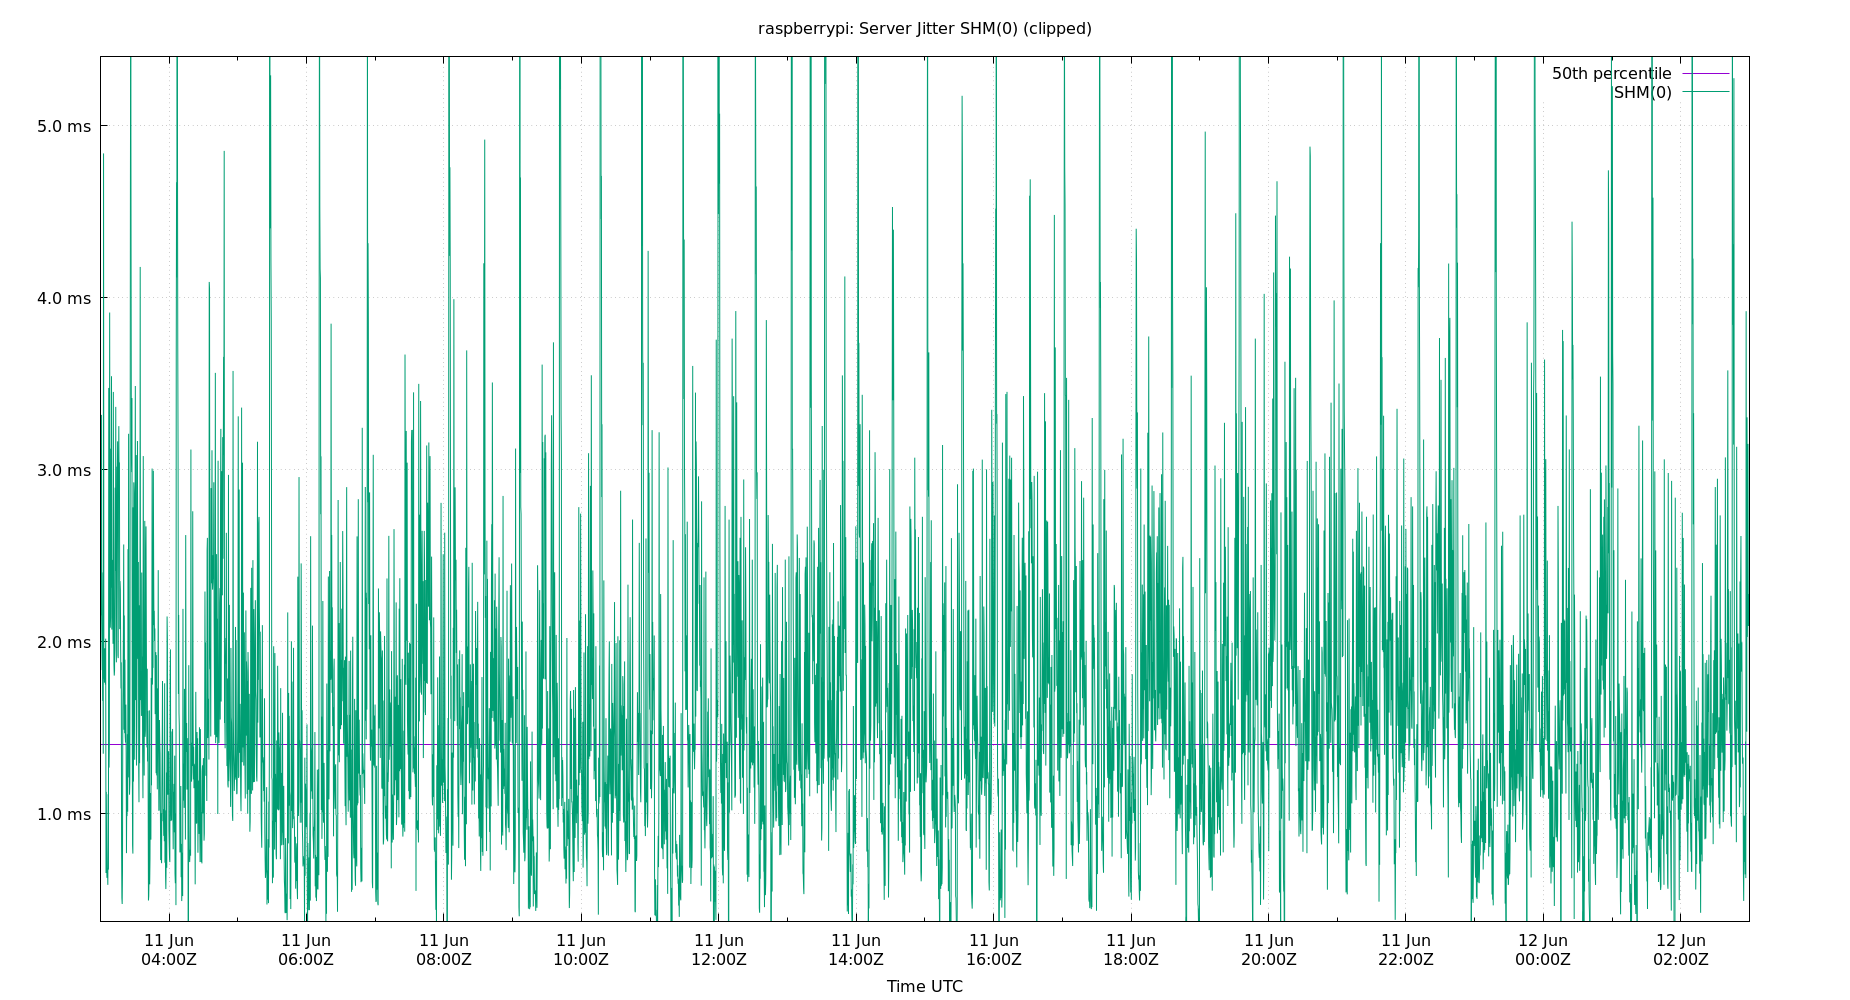 raspberrypi: Server Jitter SHM(0) (clipped)
50th percentile
SHM(0)
5.0 ms
4.0 ms
3.0 ms
2.0 ms
1.0 ms
11 Jun 11 Jun 11 Jun 11 Jun 11 Jun 11 Jun 11 Jun 11 Jun 11 Jun 11 Jun 12 Jun 12 Jun
04:00Z 06:00Z 08:00Z 10:00Z 12:00Z 14:00Z 16:00Z 18:00Z 20:00Z 22:00Z 00:00Z 02:00Z
Time UTC